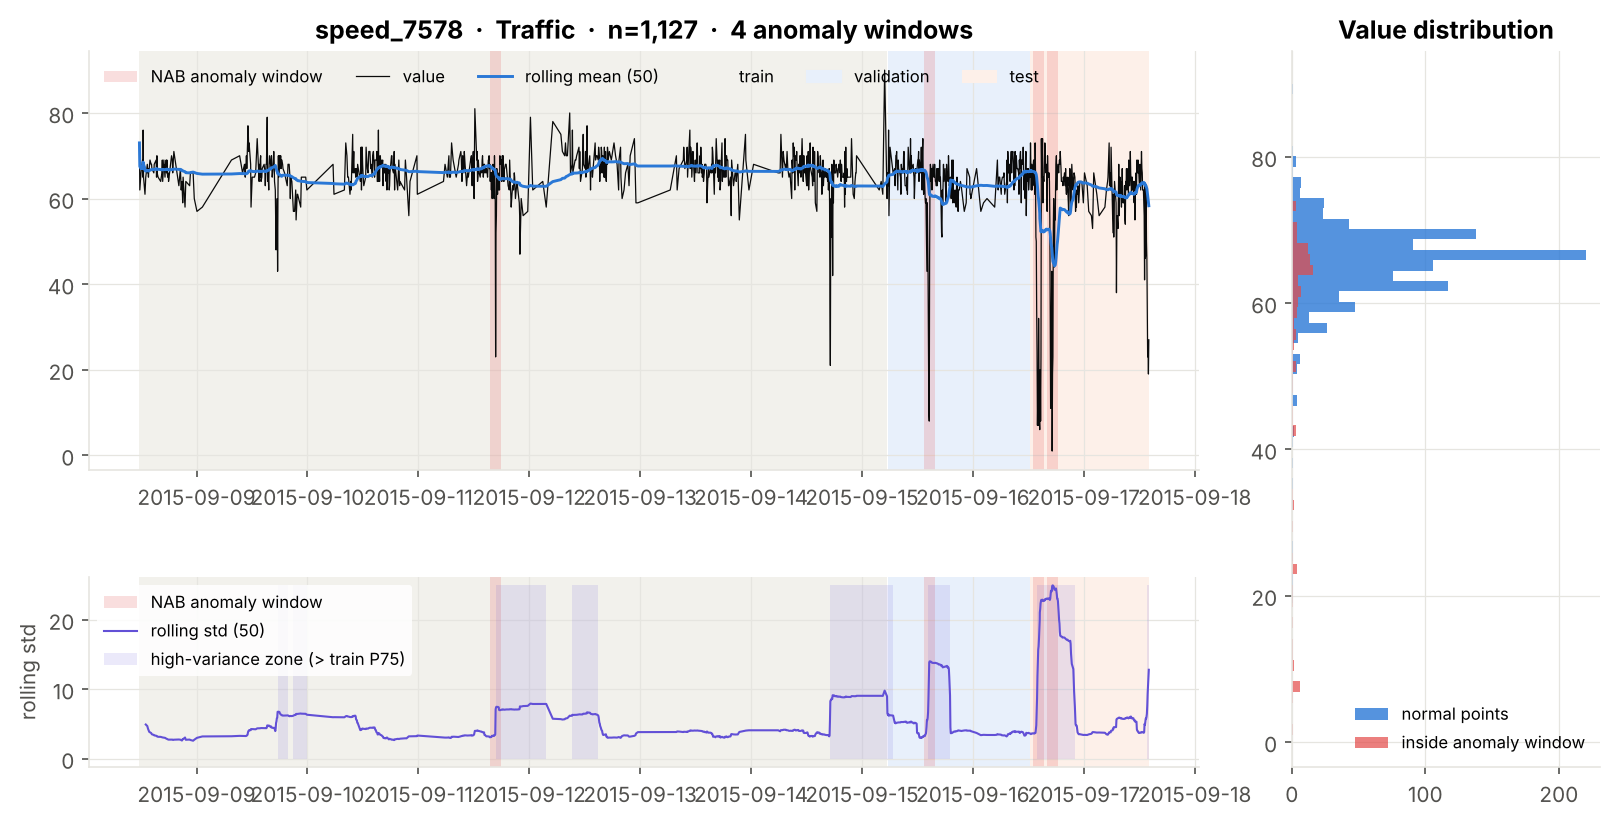 speed_7578 · Traffic · n=1,127 · 4 anomaly windows
NAB anomaly window value rolling mean (50) train validation test
80
60
40
20
0
2015-09-09 2015-09-10 2015-09-11 2015-09-12 2015-09-13 2015-09-14 2015-09-15 2015-09-16 2015-09-17 2015-09-18
rolling std
NAB anomaly window
rolling std (50)
high-variance zone (> train P75)
20
10
0
2015-09-09 2015-09-10 2015-09-11 2015-09-12 2015-09-13 2015-09-14 2015-09-15 2015-09-16 2015-09-17 2015-09-18
Value distribution
80
60
40
20
0
normal points
inside anomaly window
0 100 200